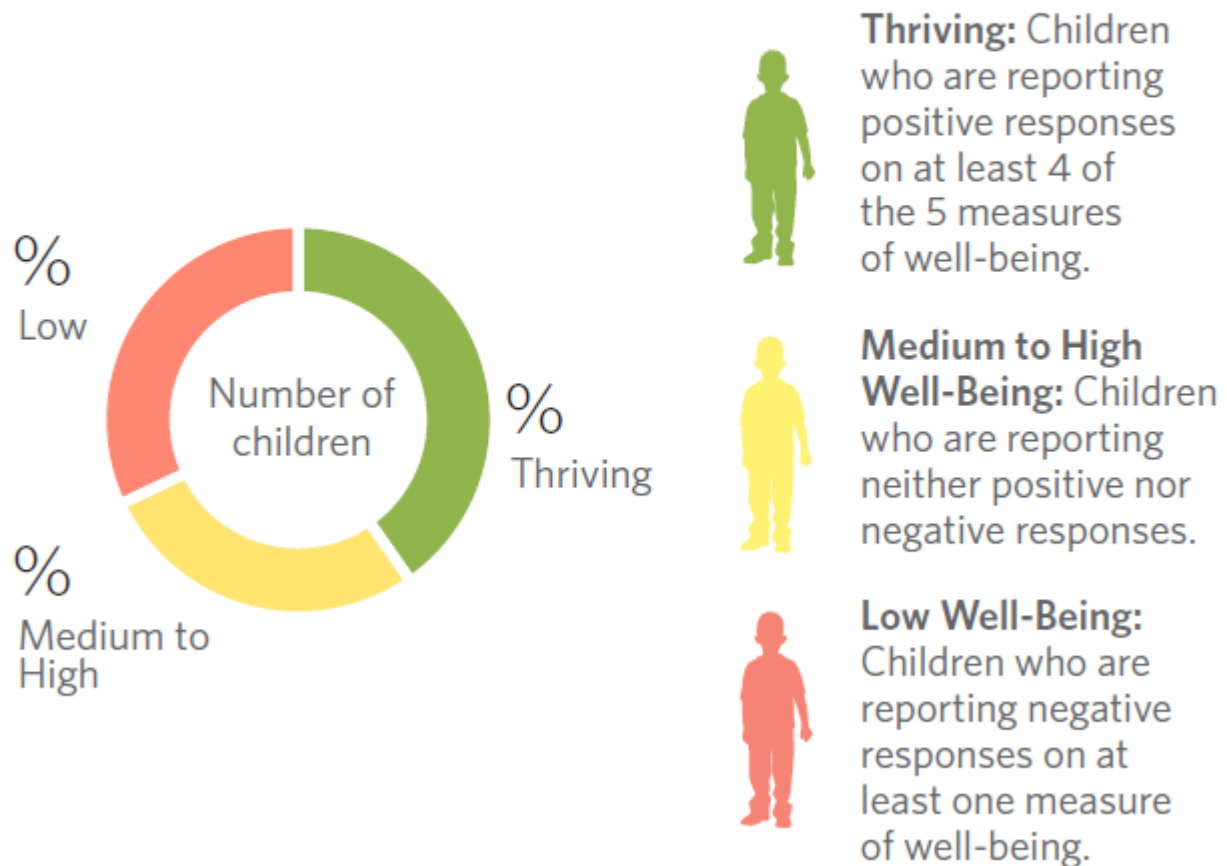 %
Low
Number of
children
%
Thriving
%
Medium to
High
Thriving: Children
who are reporting
positive responses
on at least 4 of
the 5 measures
of well-being.
Medium to High
Well-Being: Children
who are reporting
neither positive nor
negative responses.
Low Well-Being:
Children who are
reporting negative
responses on at
least one measure
of well-being.